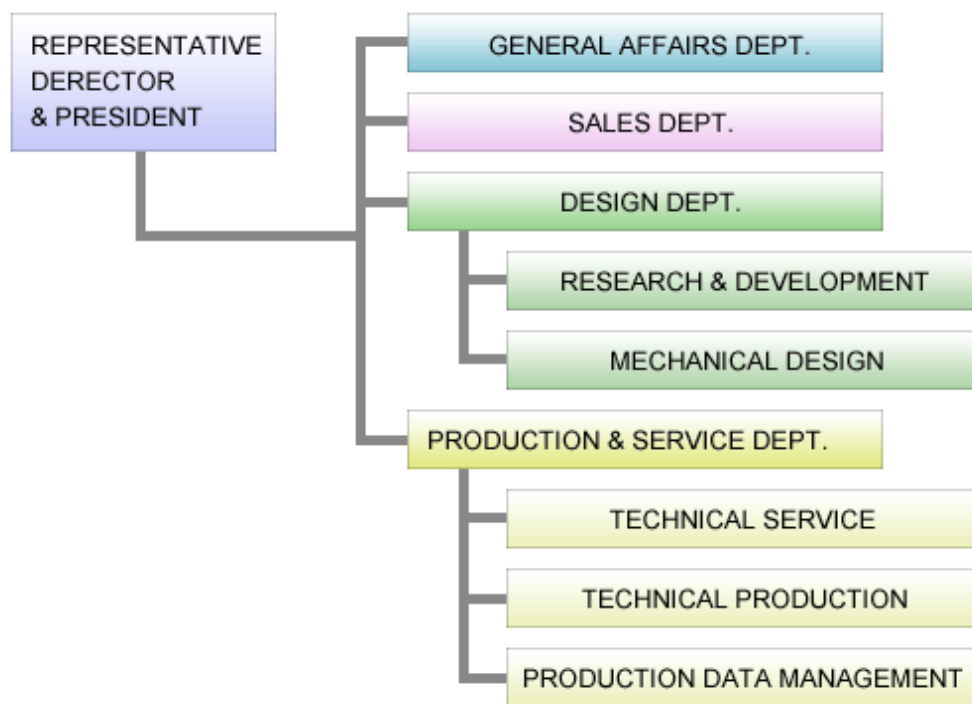 REPRESENTATIVE
DERECTOR
& PRESIDENT
GENERAL AFFAIRS DEPT.
SALES DEPT.
DESIGN DEPT.
RESEARCH & DEVELOPMENT
MECHANICAL DESIGN
PRODUCTION & SERVICE DEPT.
TECHNICAL SERVICE
TECHNICAL PRODUCTION
PRODUCTION DATA MANAGEMENT